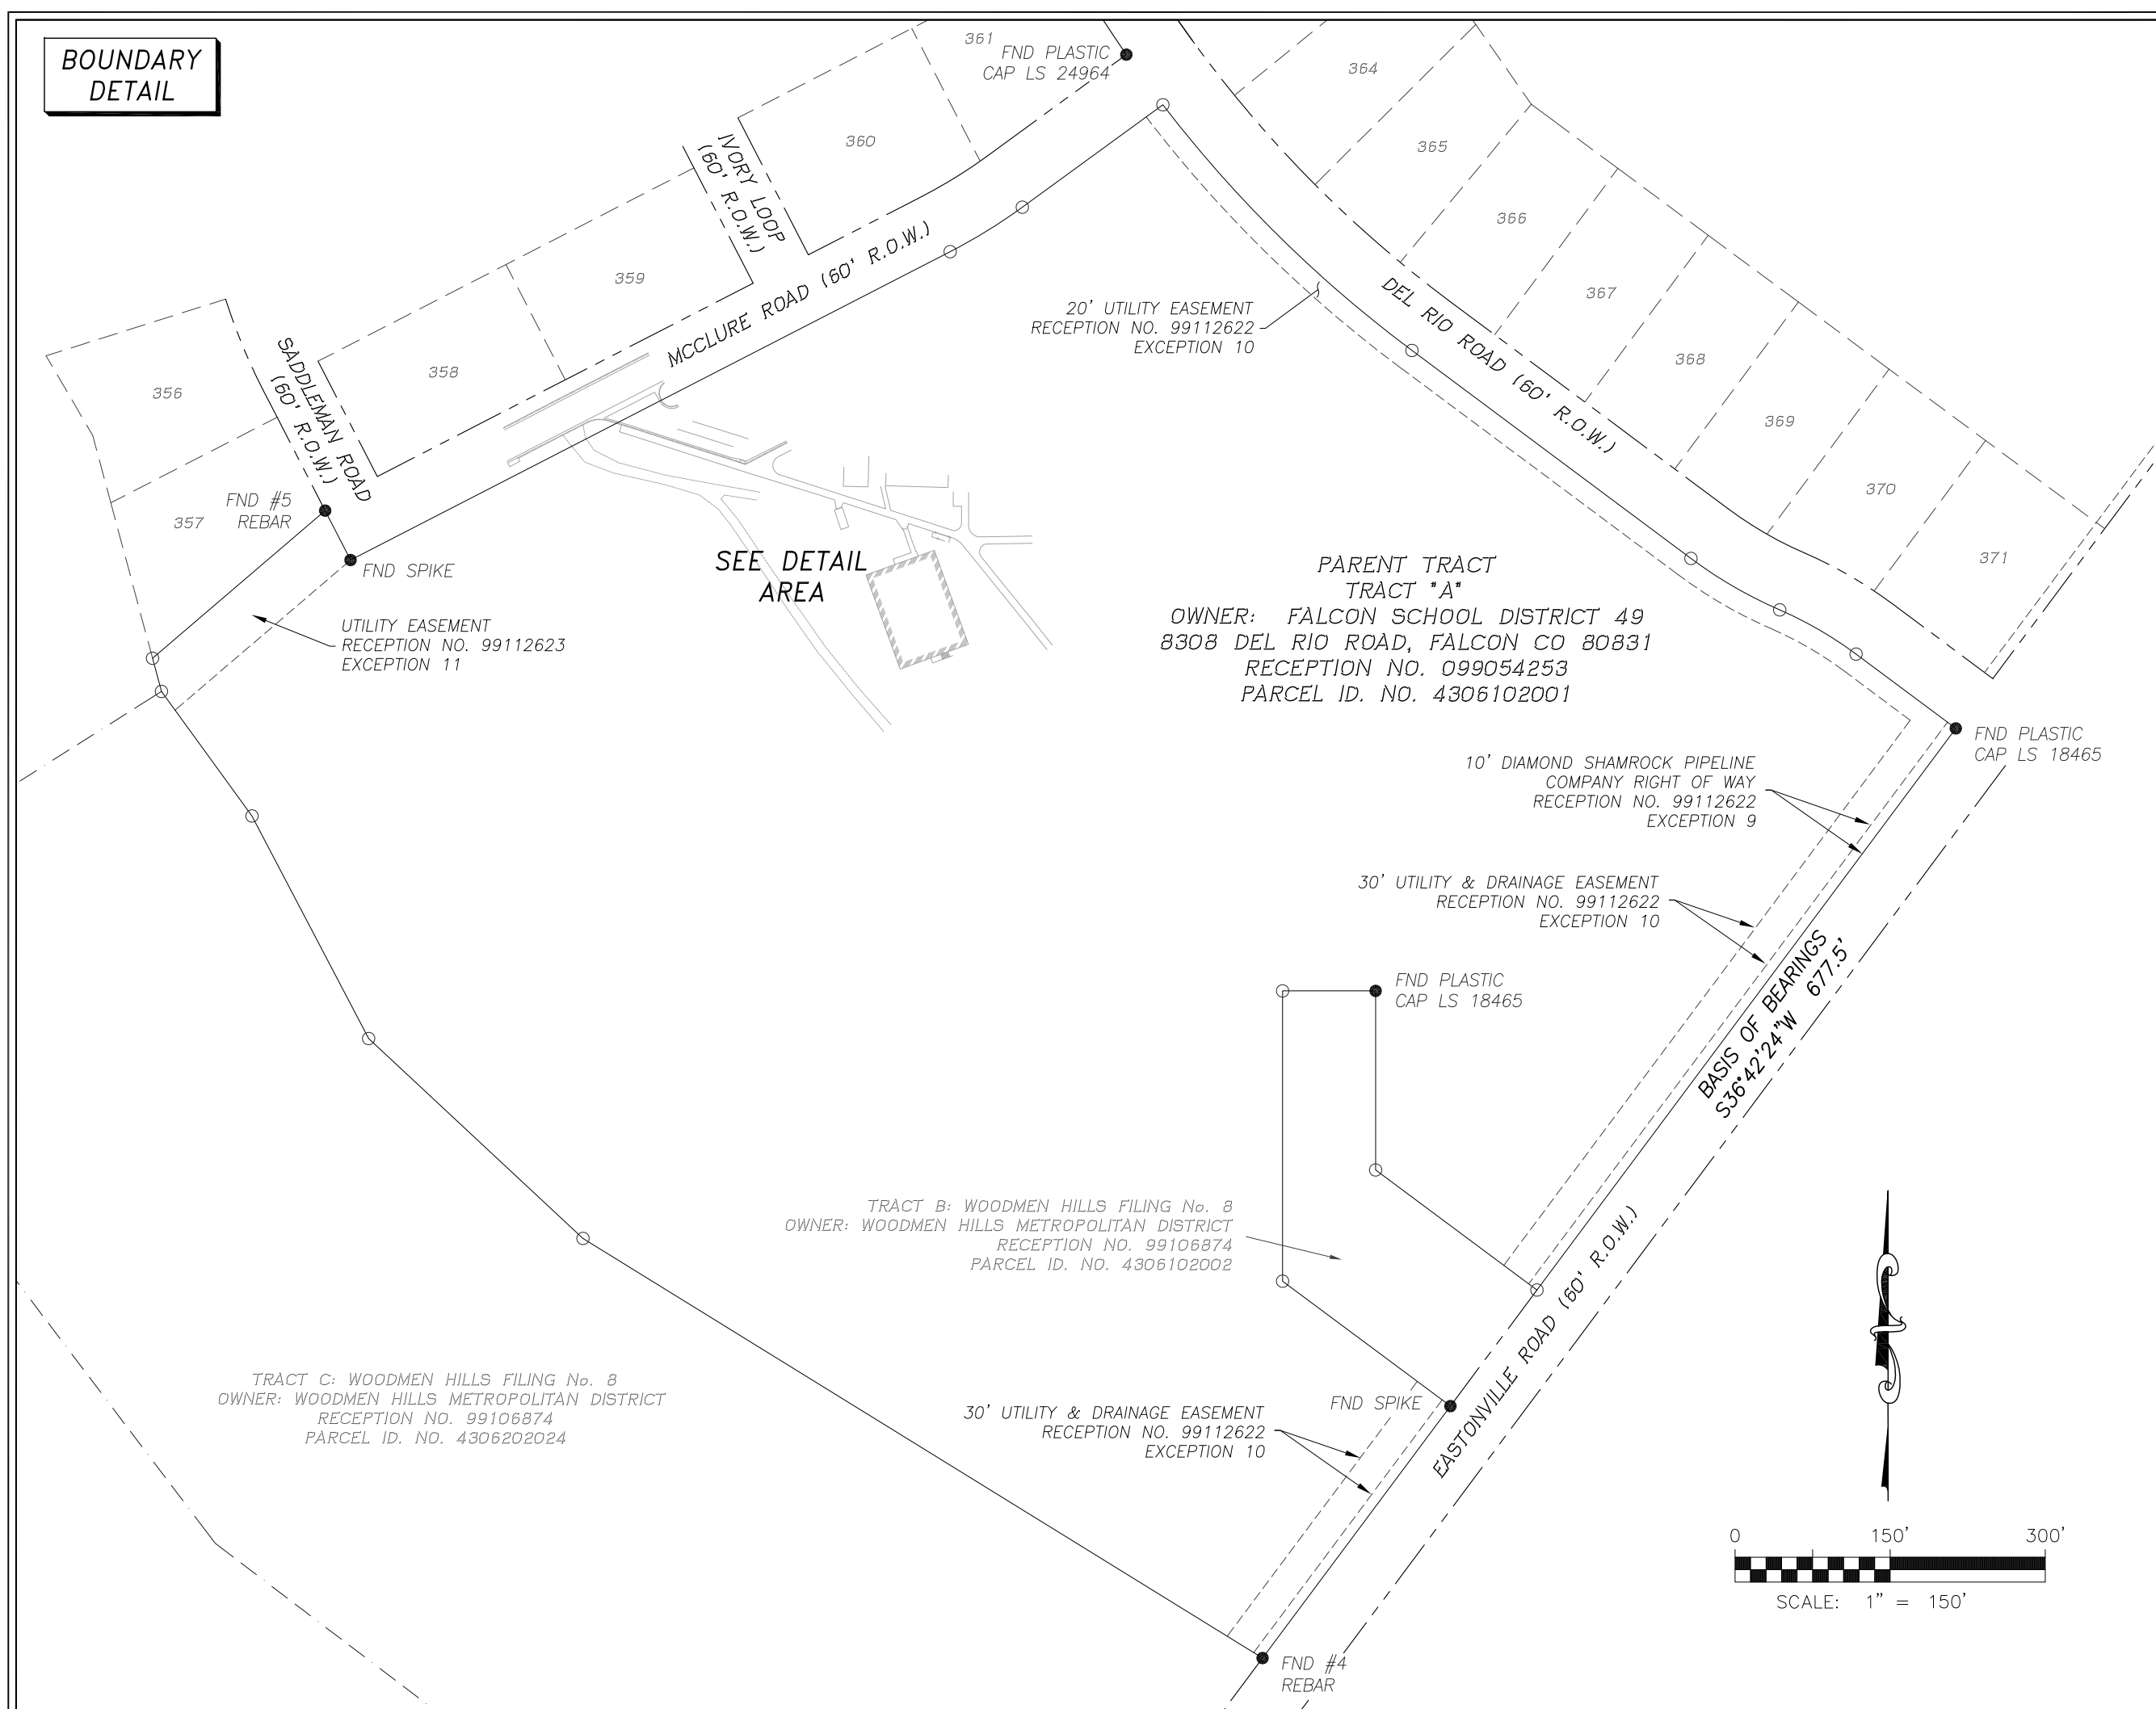 BOUNDARY
DETAIL
361
FND PLASTIC
CAP LS 24964
364
360
365
IVORY LOOP
(60' R.O.W.)
366
359
MCCLURE ROAD (60' R.O.W.)
367
20' UTILITY EASEMENT
RECEPTION NO. 99112622
EXCEPTION 10
DEL RIO ROAD (60' R.O.W.)
368
356
SADDLEMAN ROAD
(60' R.O.W.)
358
369
370
357
FND #5
REBAR
371
FND SPIKE
SEE DETAIL
AREA
PARENT TRACT
TRACT "A"
OWNER: FALCON SCHOOL DISTRICT 49
8308 DEL RIO ROAD, FALCON CO 80831
RECEPTION NO. 099054253
PARCEL ID. NO. 4306102001
UTILITY EASEMENT
RECEPTION NO. 99112623
EXCEPTION 11
FND PLASTIC
CAP LS 18465
10' DIAMOND SHAMROCK PIPELINE
COMPANY RIGHT OF WAY
RECEPTION NO. 99112622
EXCEPTION 9
30' UTILITY & DRAINAGE EASEMENT
RECEPTION NO. 99112622
EXCEPTION 10
BASIS OF BEARINGS
S36°42'24"W 677.5'
FND PLASTIC
CAP LS 18465
TRACT B: WOODMEN HILLS FILING No. 8
OWNER: WOODMEN HILLS METROPOLITAN DISTRICT
RECEPTION NO. 99106874
PARCEL ID. NO. 4306102002
EASTONVILLE ROAD (60' R.O.W.)
TRACT C: WOODMEN HILLS FILING No. 8
OWNER: WOODMEN HILLS METROPOLITAN DISTRICT
RECEPTION NO. 99106874
PARCEL ID. NO. 4306202024
FND SPIKE
30' UTILITY & DRAINAGE EASEMENT
RECEPTION NO. 99112622
EXCEPTION 10
0 150' 300'
SCALE: 1" = 150'
FND #4
REBAR